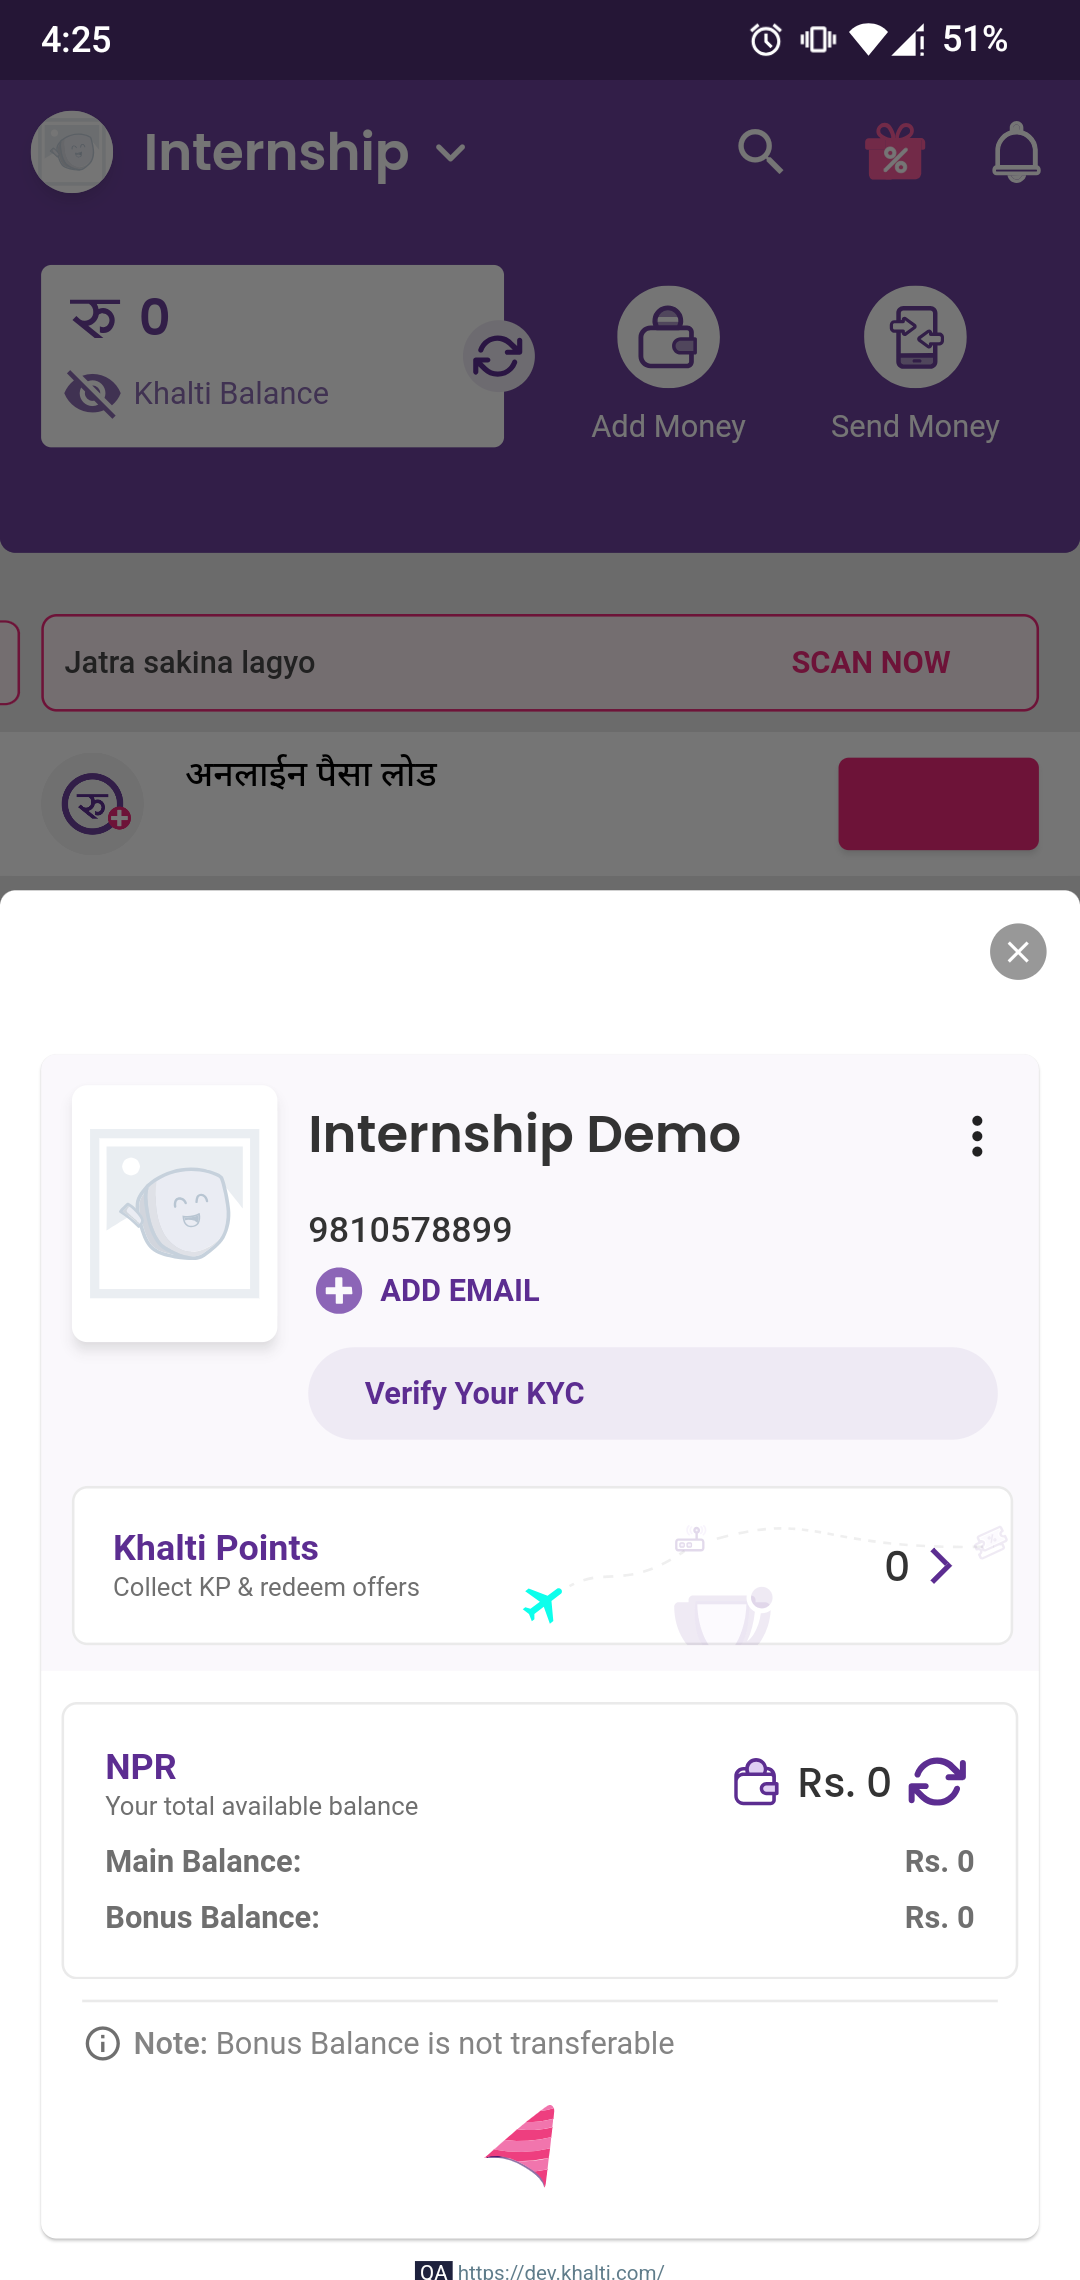 4:25
51%
Internship
रु 0
Khalti Balance
Add Money
Send Money
Jatra sakina lagyo
SCAN NOW
रु
अनलाईन पैसा लोड
Internship Demo
9810578899
ADD EMAIL
Verify Your KYC
Khalti Points
Collect KP & redeem offers
0
NPR
Your total available balance
Rs. 0
Main Balance:
Rs. 0
Bonus Balance:
Rs. 0
Note: Bonus Balance is not transferable
QA https://dev.khalti.com/